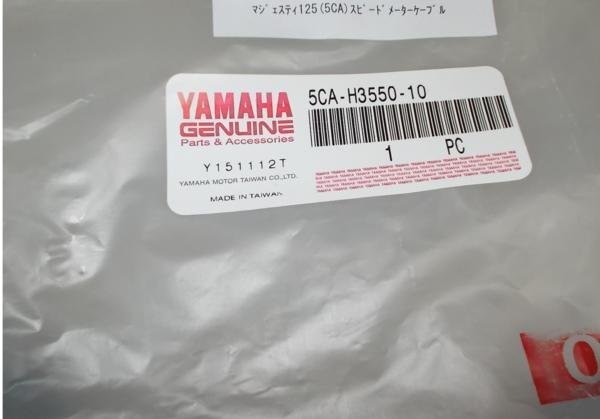 マジェスティ125(5CA)スピードメーターケーブル
YAMAHA
GENUINE
Parts & Accessories
Y151112T
YAMAHA MOTOR TAIWAN CO.,LTD.
MADE IN TAIWAN
5CA-H3550-10
1 PC